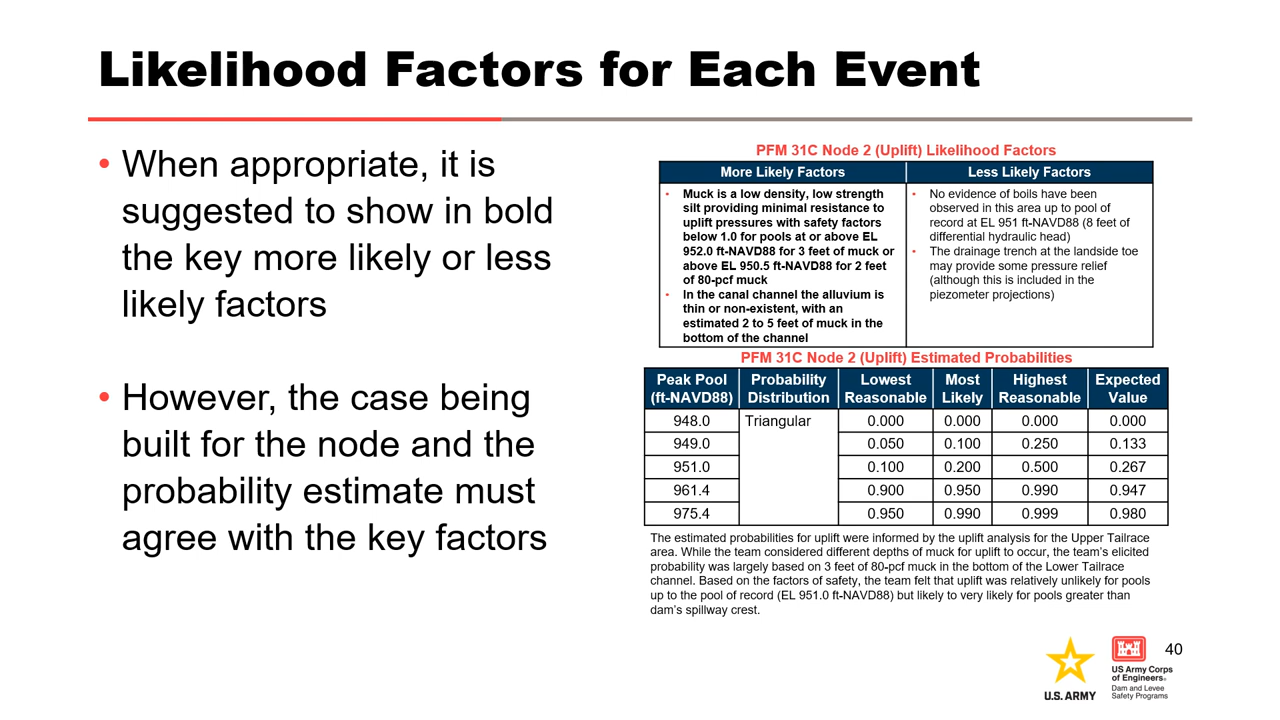 Likelihood Factors for Each Event
• When appropriate, it is
suggested to show in bold
the key more likely or less
likely factors
• However, the case being
built for the node and the
probability estimate must
agree with the key factors
PFM 31C Node 2 (Uplift) Likelihood Factors
More Likely Factors
Less Likely Factors
• Muck is a low density, low strength
silt providing minimal resistance to
uplift pressures with safety factors
below 1.0 for pools at or above EL
952.0 ft-NAVD88 for 3 feet of muck or
above EL 950.5 ft-NAVD88 for 2 feet
of 80-pcf muck
• In the canal channel the alluvium is
thin or non-existent, with an
estimated 2 to 5 feet of muck in the
bottom of the channel
• No evidence of boils have been
observed in this area up to pool of
record at EL 951 ft-NAVD88 (8 feet of
differential hydraulic head)
• The drainage trench at the landside toe
may provide some pressure relief
(although this is included in the
piezometer projections)
PFM 31C Node 2 (Uplift) Estimated Probabilities
Peak Pool (ft-NAVD88) Probability Distribution Lowest Reasonable Most Likely Highest Reasonable Expected Value
948.0 Triangular 0.000 0.000 0.000 0.000
949.0 0.050 0.100 0.250 0.133
951.0 0.100 0.200 0.500 0.267
961.4 0.900 0.950 0.990 0.947
975.4 0.950 0.990 0.999 0.980
The estimated probabilities for uplift were informed by the uplift analysis for the Upper Tailrace
area. While the team considered different depths of muck for uplift to occur, the team's elicited
probability was largely based on 3 feet of 80-pcf muck in the bottom of the Lower Tailrace
channel. Based on the factors of safety, the team felt that uplift was relatively unlikely for pools
up to the pool of record (EL 951.0 ft-NAVD88) but likely to very likely for pools greater than
dam's spillway crest.
U.S. ARMY
US Army Corps
of Engineers®
Dam and Levee
Safety Programs
40